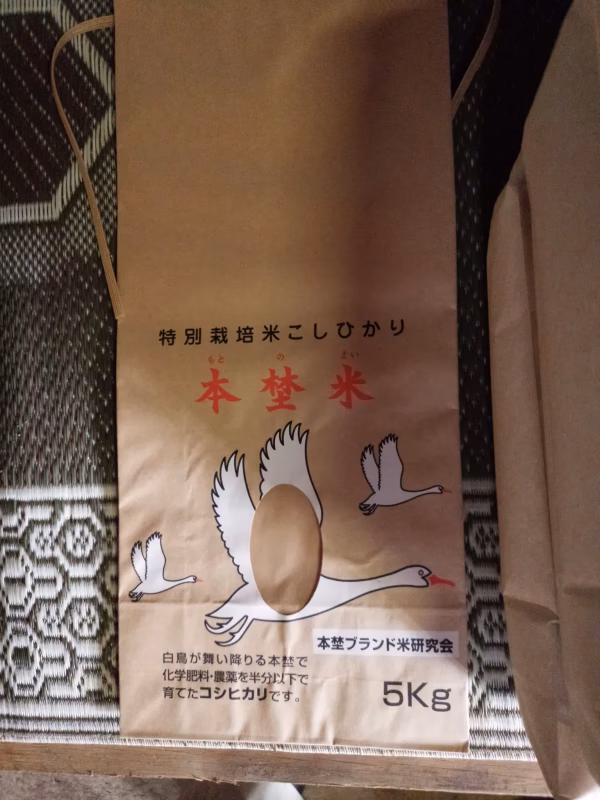 特別栽培米こしひかり
もと の まい
本埜米
本埜ブランド米研究会
白鳥が舞い降りる本埜で
化学肥料・農薬を半分以下で
育てたコシヒカリです。
5Kg